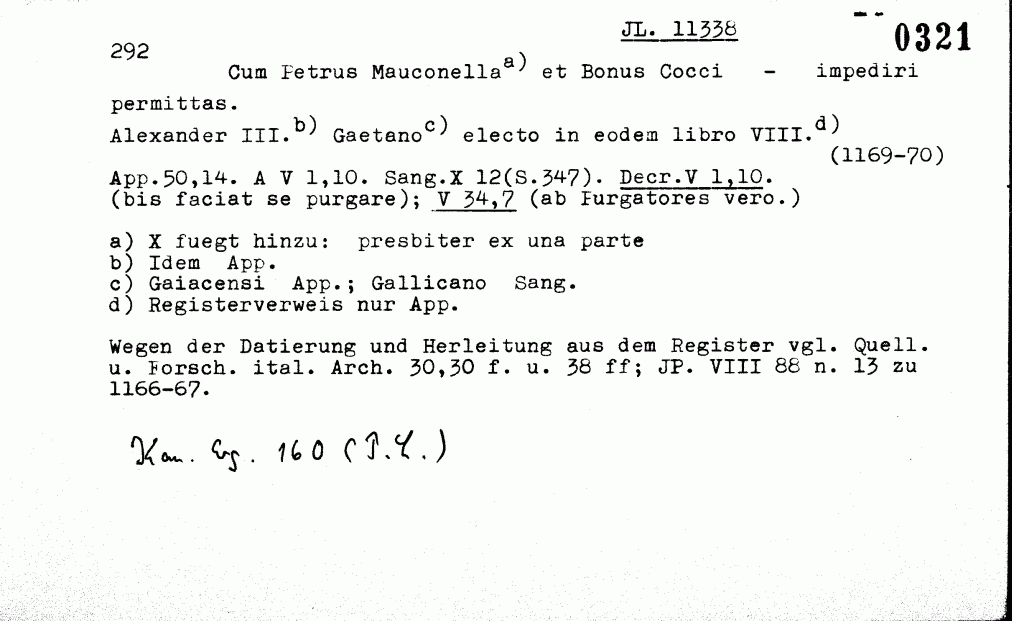 JL. 11338
0321
292
Cum Petrus Mauconella a) et Bonus Cocci - impediri
permittas.
Alexander III. b) Gaetano c) electo in eodem libro VIII. d)
(1169-70)
App.50,14. A V 1,10. Sang.X 12(S.347). Decr.V 1,10.
(bis faciat se purgare); V 34,7 (ab Purgatores vero.)
a) X fuegt hinzu: presbiter ex una parte
b) Idem App.
c) Gaiacensi App.; Gallicano Sang.
d) Registerverweis nur App.
Wegen der Datierung und Herleitung aus dem Register vgl. Quell.
u. Forsch. ital. Arch. 30,30 f. u. 38 ff; JP. VIII 88 n. 13 zu
1166-67.
Kan. Erg. 160